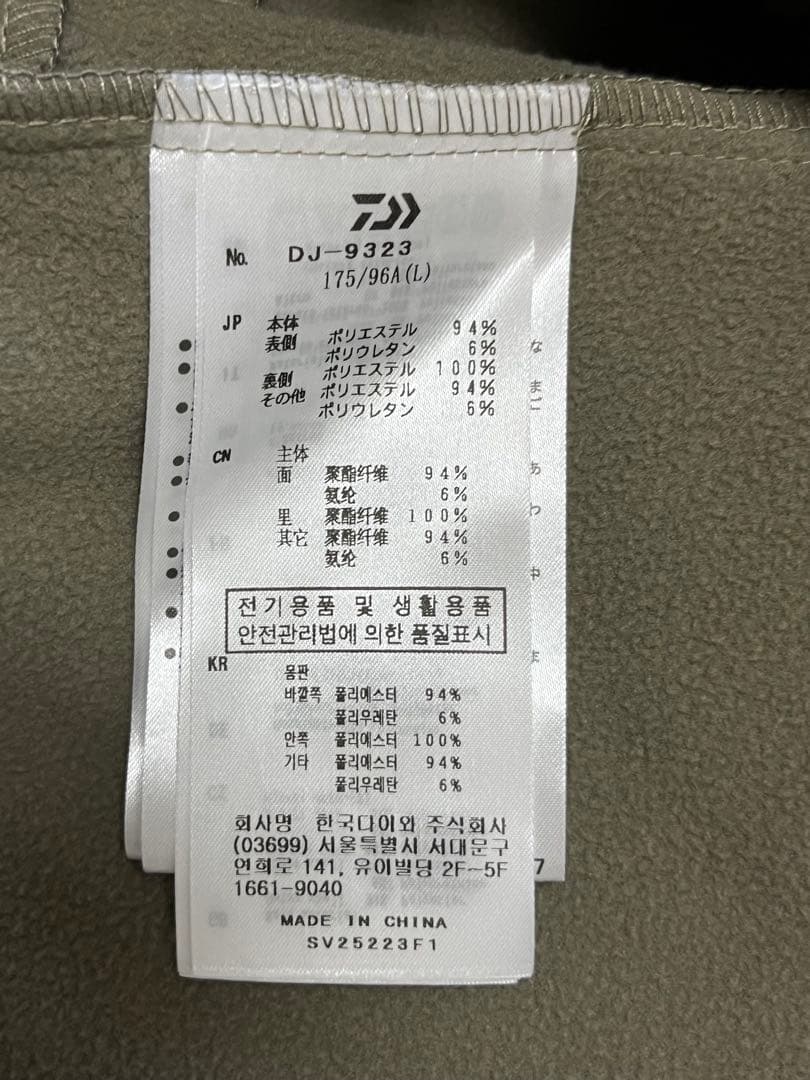 No. DJ-9323
175/96A(L)
JP 本体
表側 ポリエステル 94%
ポリウレタン 6%
裏側 ポリエステル 100%
その他 ポリエステル 94%
ポリウレタン 6%
CN 主体
面 聚酯纤维 94%
氨纶 6%
里 聚酯纤维 100%
其它 聚酯纤维 94%
氨纶 6%
전기용품 및 생활용품
안전관리법에 의한 품질표시
KR 몸판
바깥쪽 폴리에스터 94%
폴리우레탄 6%
안쪽 폴리에스터 100%
기타 폴리에스터 94%
폴리우레탄 6%
회사명 한국다이와 주식회사
(03699) 서울특별시 서대문구
연희로 141, 유이빌딩 2F~5F
1661-9040
MADE IN CHINA
SV25223F1
な
ま
ご
あ
わ
中
ま
7